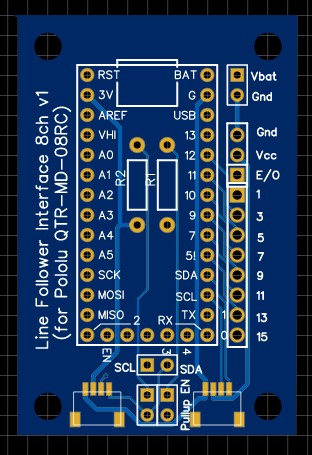 Line Follower Interface 8ch v1
(for Pololu QTR-MD-08RC)
RST BAT
3V G
AREF USB
VHI 13
A0 12
A1 11
A2 10
A3 9
A4 7
A5 5!
SCK SDA
MOSI SCL
MISO TX 1
2 RX 0
EN 3 4
R2 R1
Vbat
Gnd
Gnd
Vcc
E/O
1
3
5
7
9
11
13
15
SCL SDA
Pullup EN